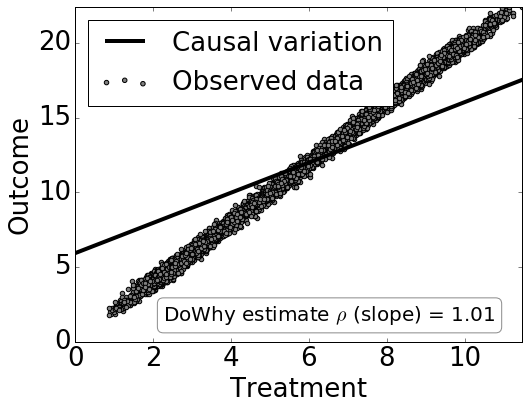 Causal variation
Observed data
Outcome
20
15
10
5
0
DoWhy estimate ρ (slope) = 1.01
0 2 4 6 8 10
Treatment